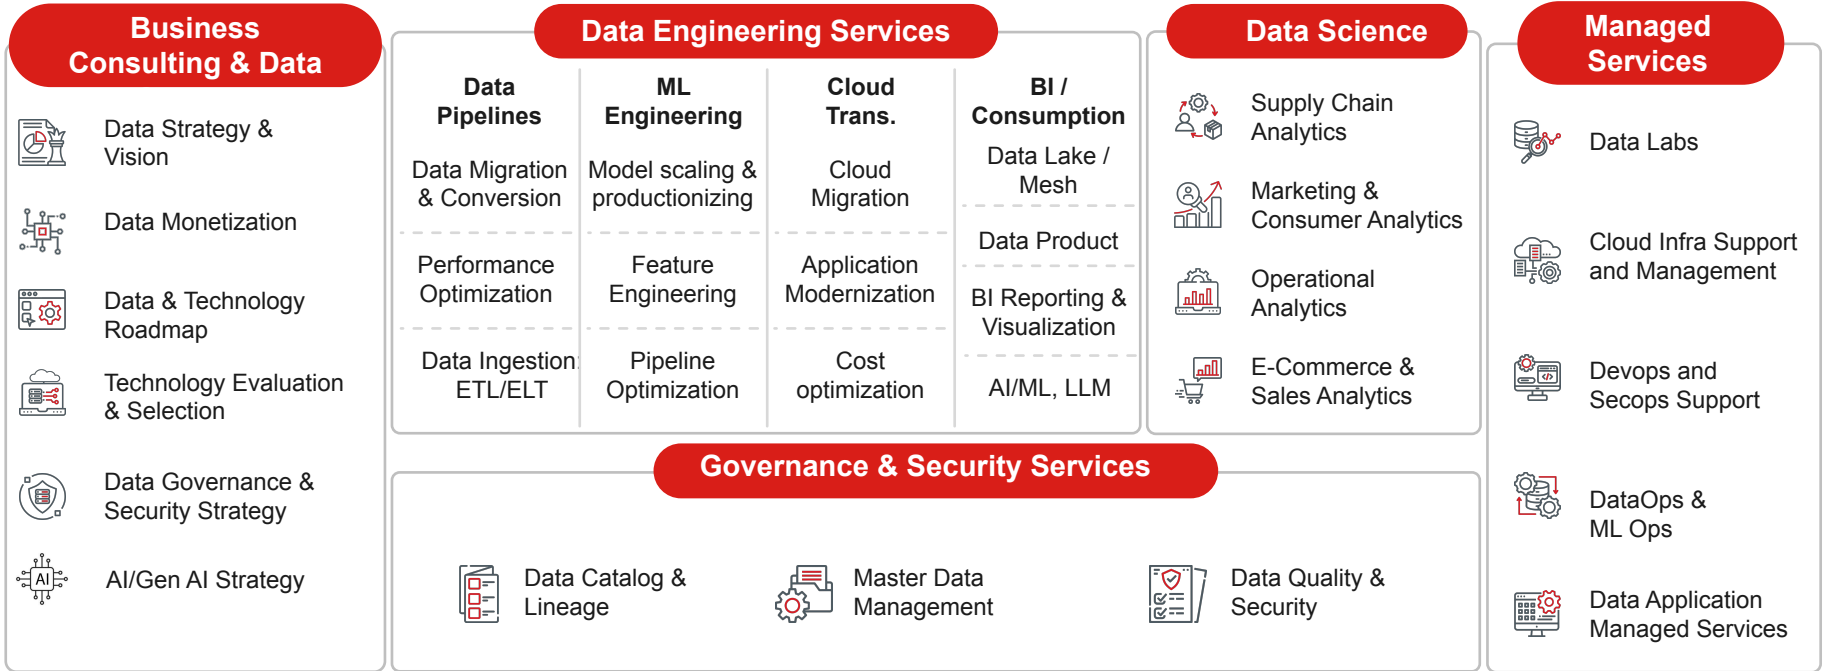 Business
Consulting & Data
Data Strategy &
Vision
Data Monetization
Data & Technology
Roadmap
Technology Evaluation
& Selection
Data Governance &
Security Strategy
AI
AI/Gen AI Strategy
Data Engineering Services
Data
Pipelines
Data Migration
& Conversion
Performance
Optimization
Data Ingestion:
ETL/ELT
ML
Engineering
Model scaling &
productionizing
Feature
Engineering
Pipeline
Optimization
Cloud
Trans.
Cloud
Migration
Application
Modernization
Cost
optimization
BI /
Consumption
Data Lake /
Mesh
Data Product
BI Reporting &
Visualization
AI/ML, LLM
Data Science
Supply Chain
Analytics
Marketing &
Consumer Analytics
Operational
Analytics
E-Commerce &
Sales Analytics
Governance & Security Services
Data Catalog &
Lineage
Master Data
Management
Data Quality &
Security
Managed
Services
Data Labs
Cloud Infra Support
and Management
</>
Devops and
Secops Support
DataOps &
ML Ops
Data Application
Managed Services